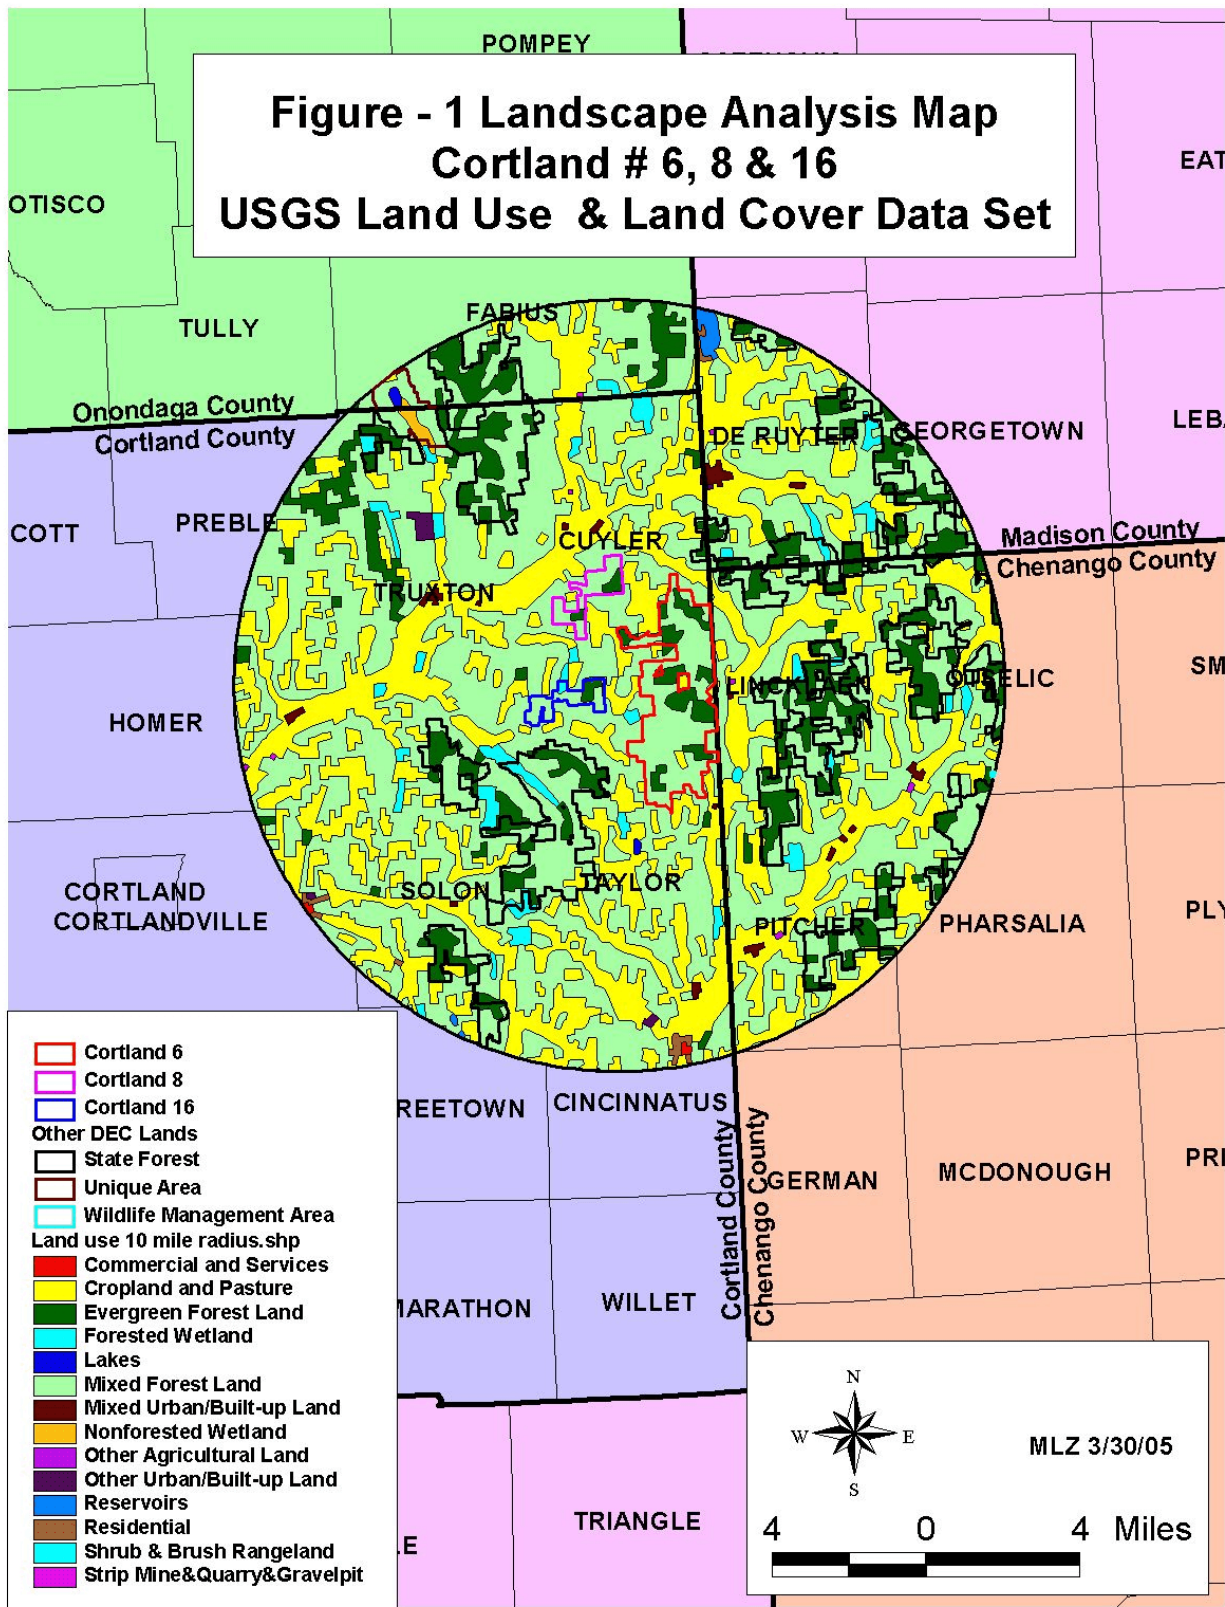 POMPEY
Figure - 1 Landscape Analysis Map
Cortland # 6, 8 & 16
USGS Land Use & Land Cover Data Set
EAT
OTISCO
FABIUS
TULLY
Onondaga County
Cortland County
DE RUYTER
GEORGETOWN
LEB
COTT
PREBLE
CUYLER
Madison County
Chenango County
TRUXTON
LINCKLAEN
OTSELIC
SM
HOMER
CORTLAND
CORTLANDVILLE
SOLON
TAYLOR
PITCHER
PHARSALIA
PLY
Cortland 6
Cortland 8
Cortland 16
Other DEC Lands
State Forest
Unique Area
Wildlife Management Area
Land use 10 mile radius.shp
Commercial and Services
Cropland and Pasture
Evergreen Forest Land
Forested Wetland
Lakes
Mixed Forest Land
Mixed Urban/Built-up Land
Nonforested Wetland
Other Agricultural Land
Other Urban/Built-up Land
Reservoirs
Residential
Shrub & Brush Rangeland
Strip Mine&Quarry&Gravelpit
REETOWN
CINCINNATUS
Cortland County
Chenango County
GERMAN
MCDONOUGH
PRE
MARATHON
WILLET
TRIANGLE
LE
N
W
E
S
MLZ 3/30/05
4 0 4 Miles